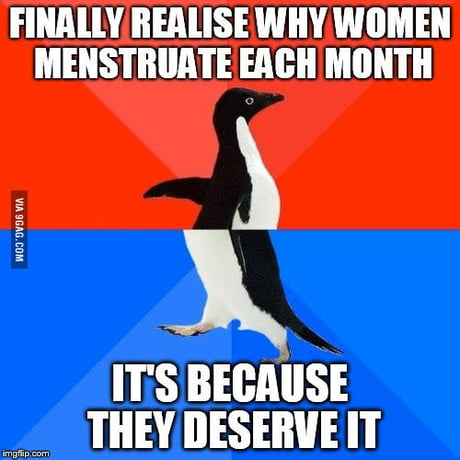 FINALLY REALISE WHY WOMEN
MENSTRUATE EACH MONTH
VIA 9GAG.COM
IT'S BECAUSE
THEY DESERVE IT
imgflip.com